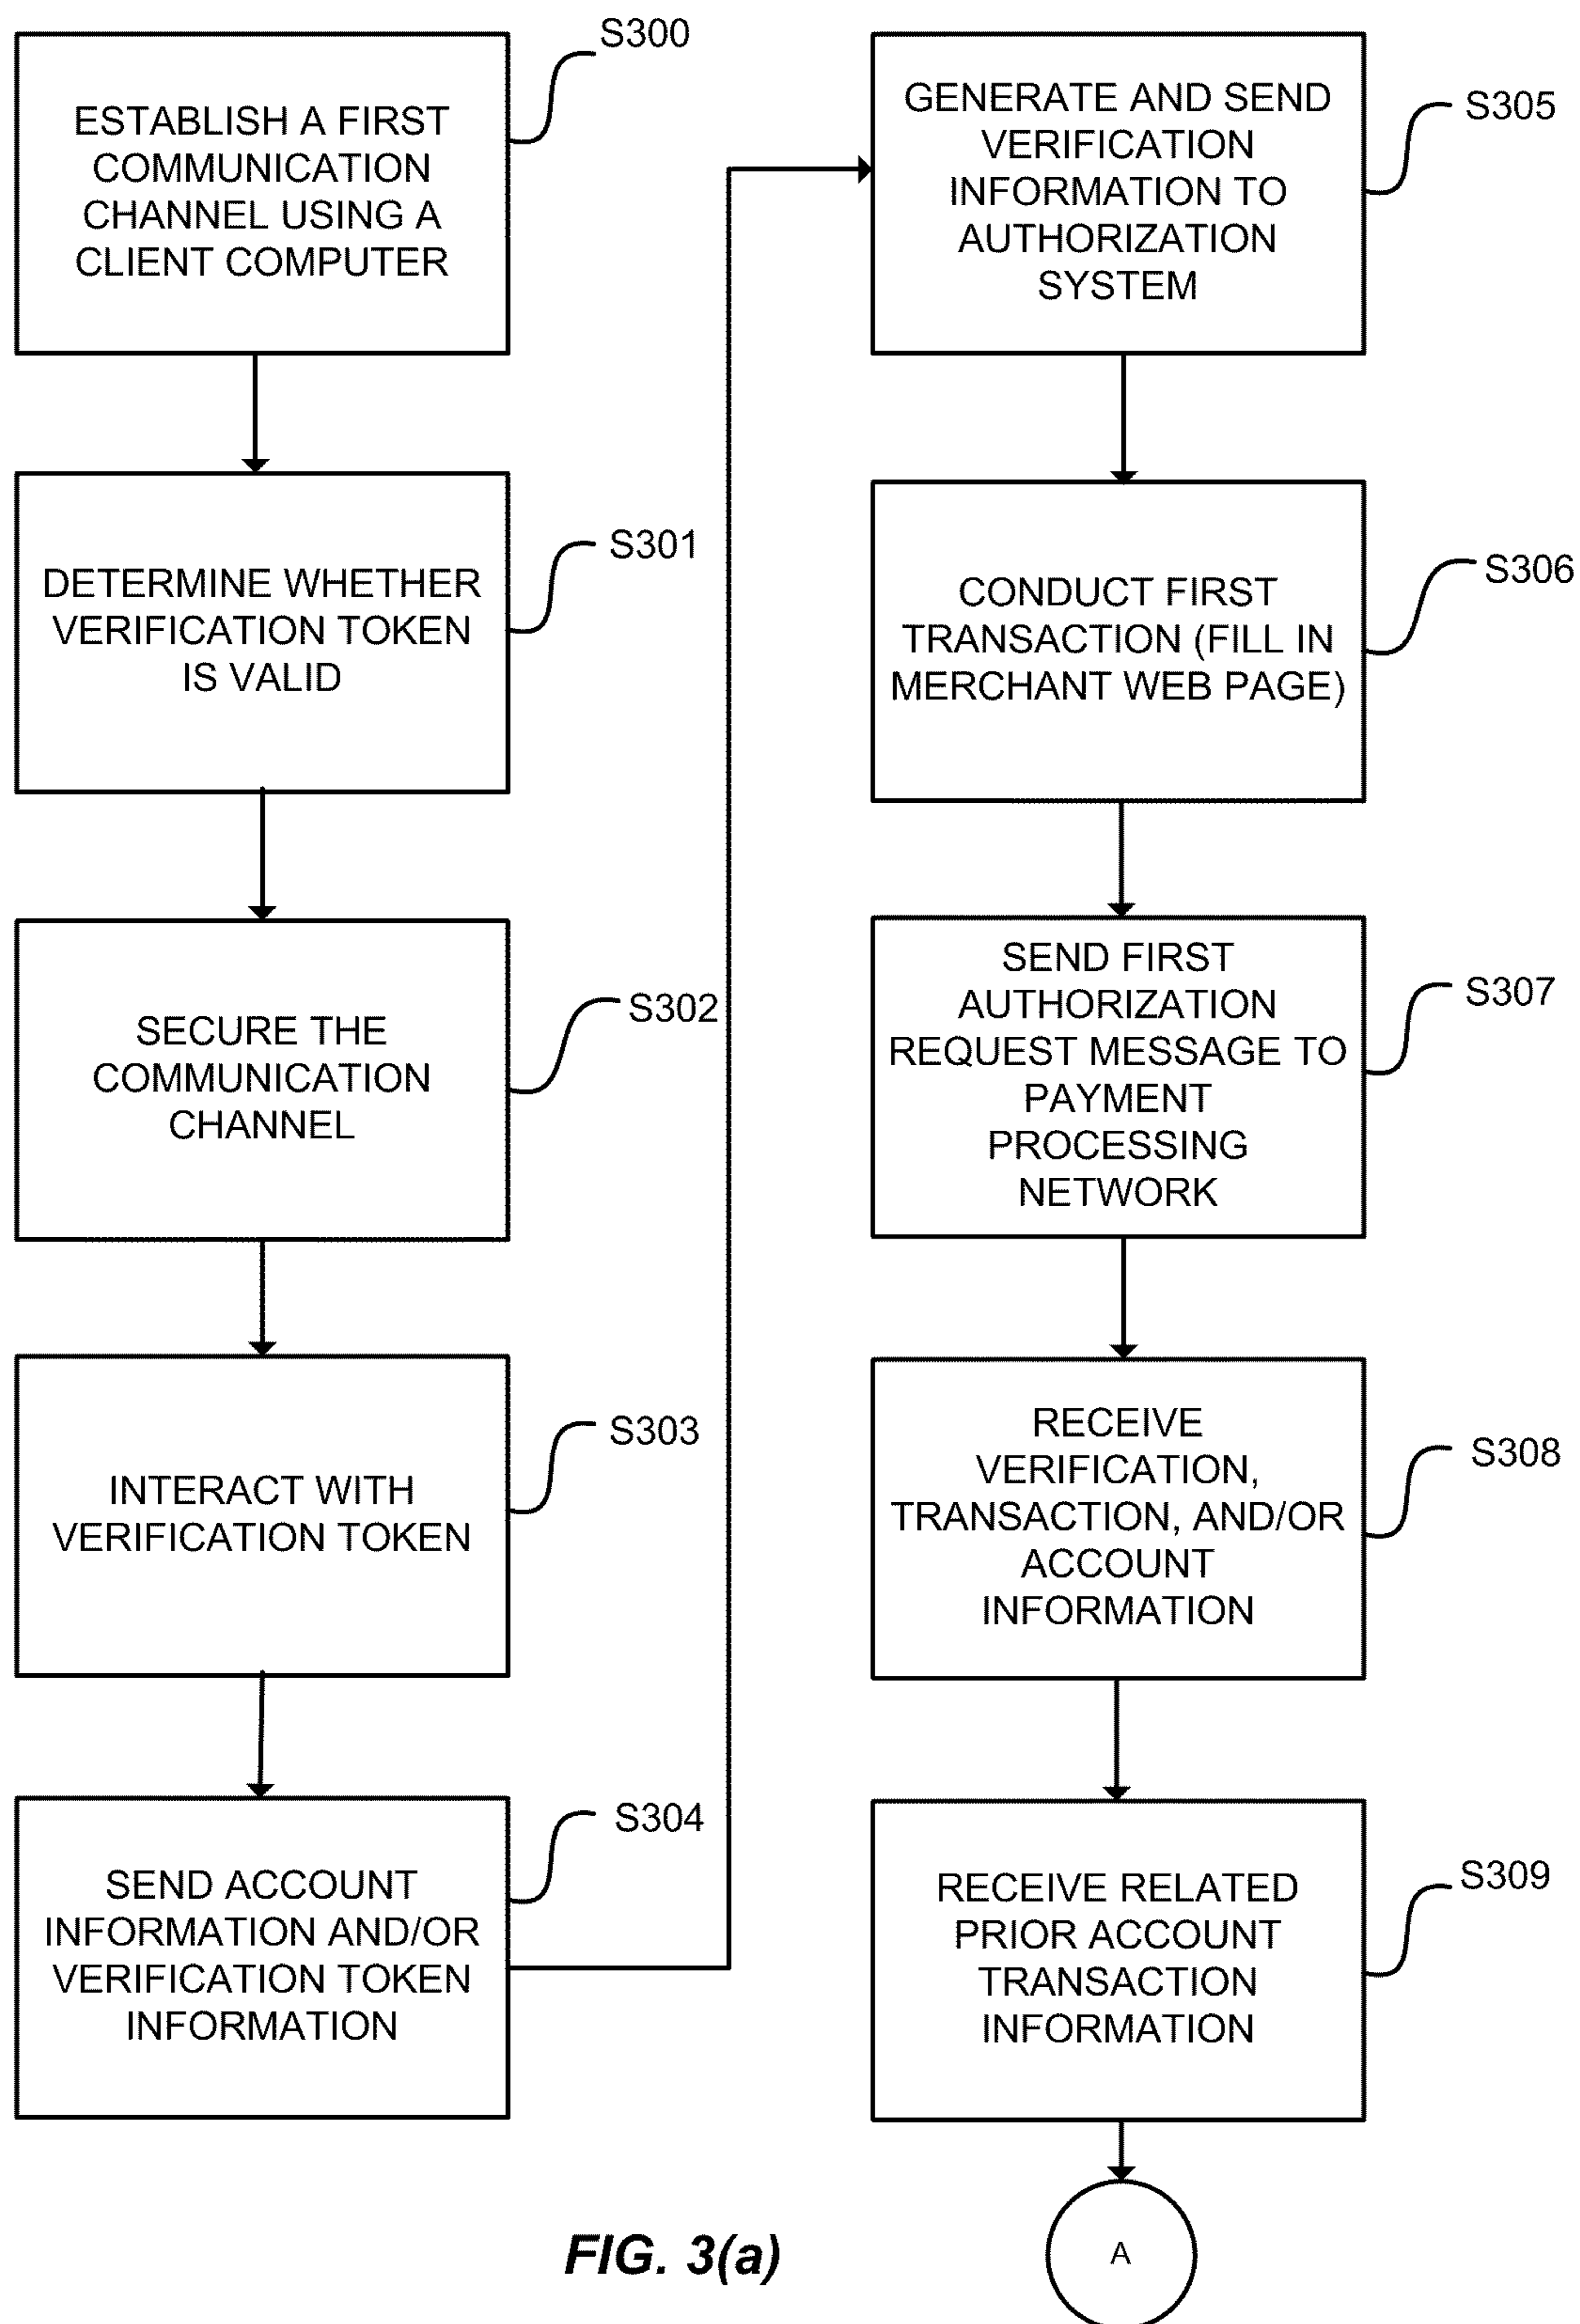 S300
ESTABLISH A FIRST
COMMUNICATION
CHANNEL USING A
CLIENT COMPUTER
S301
DETERMINE WHETHER
VERIFICATION TOKEN
IS VALID
S302
SECURE THE
COMMUNICATION
CHANNEL
S303
INTERACT WITH
VERIFICATION TOKEN
S304
SEND ACCOUNT
INFORMATION AND/OR
VERIFICATION TOKEN
INFORMATION
S305
GENERATE AND SEND
VERIFICATION
INFORMATION TO
AUTHORIZATION
SYSTEM
S306
CONDUCT FIRST
TRANSACTION (FILL IN
MERCHANT WEB PAGE)
S307
SEND FIRST
AUTHORIZATION
REQUEST MESSAGE TO
PAYMENT
PROCESSING
NETWORK
S308
RECEIVE
VERIFICATION,
TRANSACTION, AND/OR
ACCOUNT
INFORMATION
S309
RECEIVE RELATED
PRIOR ACCOUNT
TRANSACTION
INFORMATION
A
FIG. 3(a)